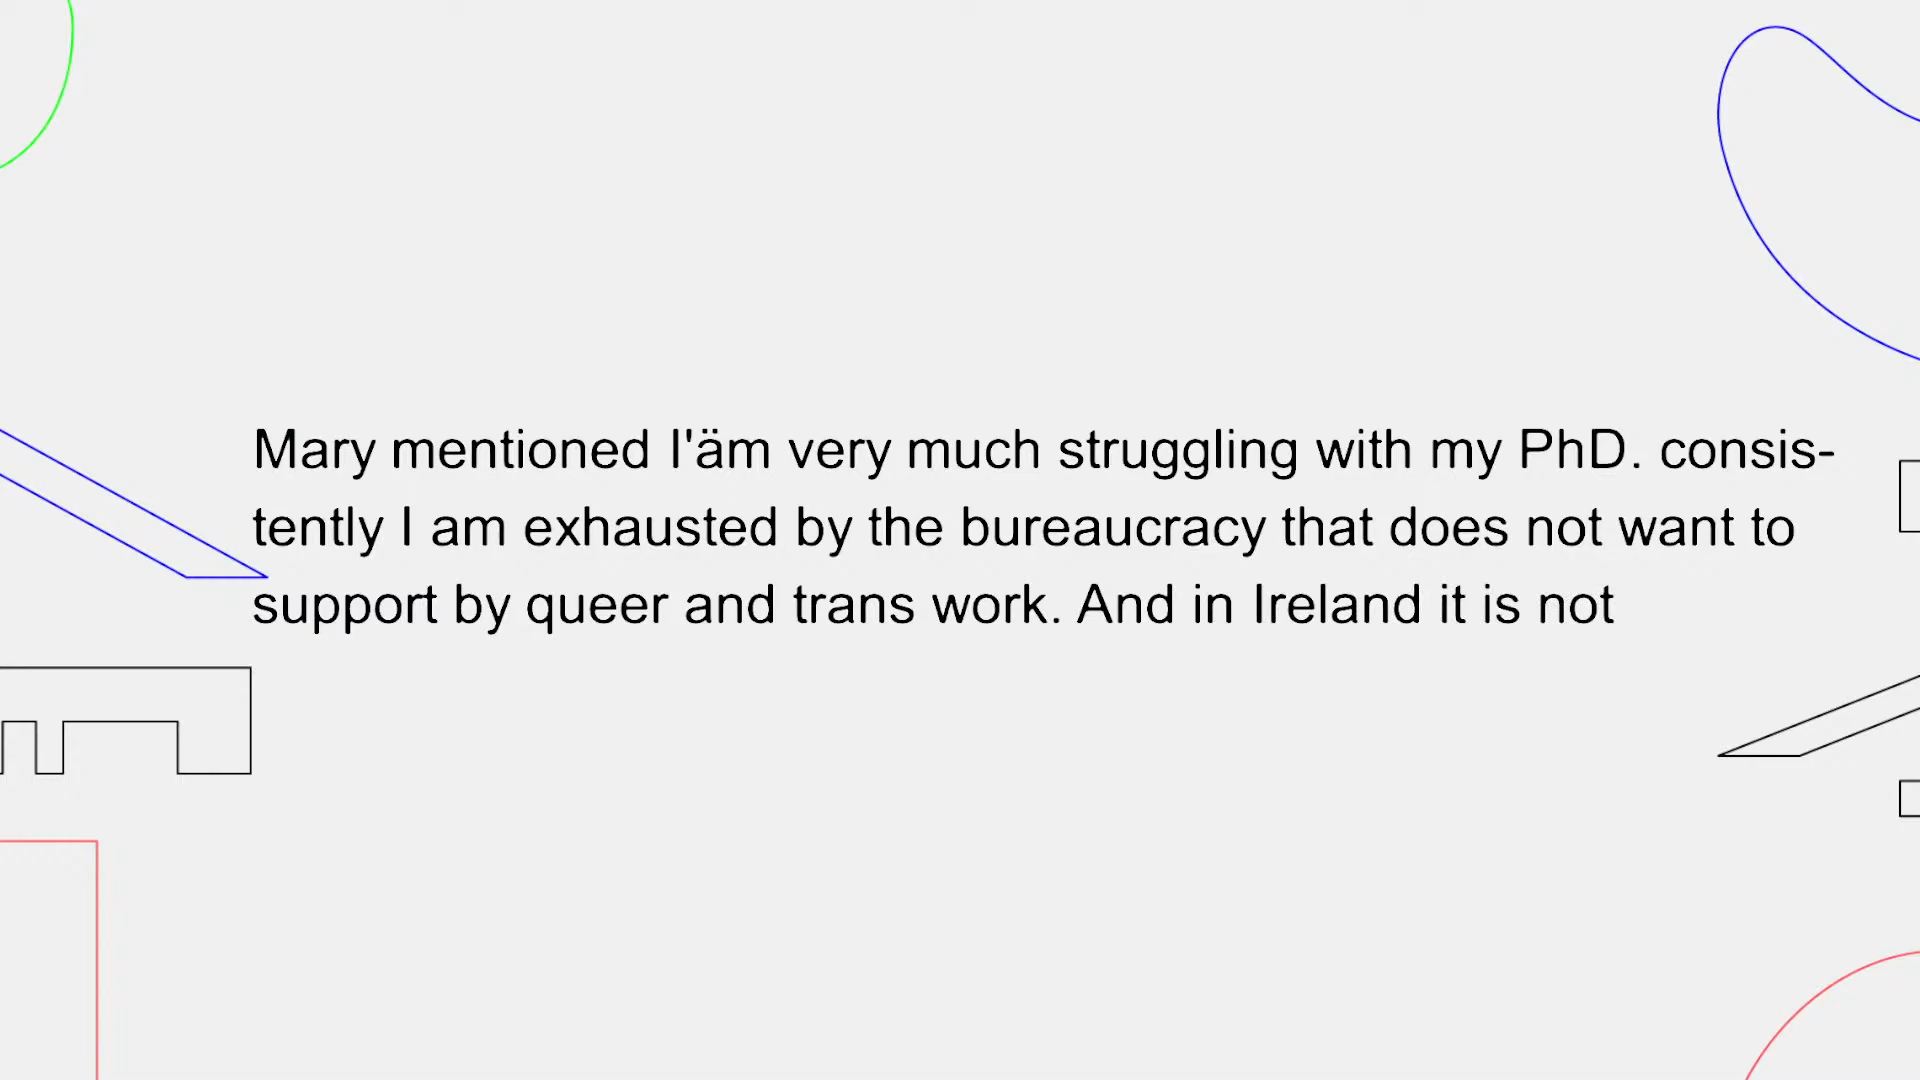 Mary mentioned I'äm very much struggling with my PhD. consis-
tently I am exhausted by the bureaucracy that does not want to
support by queer and trans work. And in Ireland it is not